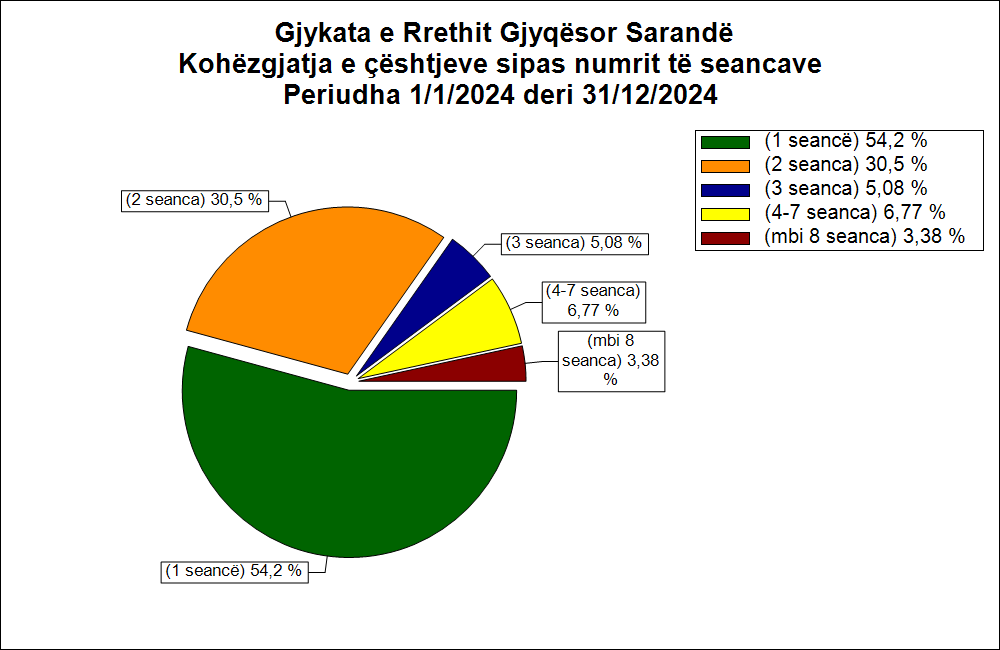 Gjykata e Rrethit Gjyqësor Sarandë
Kohëzgjatja e çështjeve sipas numrit të seancave
Periudha 1/1/2024 deri 31/12/2024
(1 seancë) 54,2 %
(2 seanca) 30,5 %
(3 seanca) 5,08 %
(4-7 seanca) 6,77 %
(mbi 8 seanca) 3,38 %
(2 seanca) 30,5 %
(3 seanca) 5,08 %
(4-7 seanca)
6,77 %
(mbi 8
seanca) 3,38
%
(1 seancë) 54,2 %